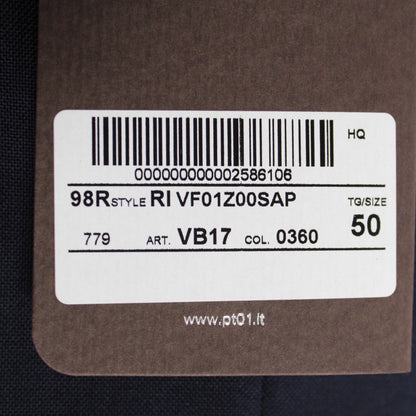 HQ
000000000002586106
98R STYLE RI VF01Z00SAP TG/SIZE
779 ART. VB17 COL. 0360 50
www.pt01.it